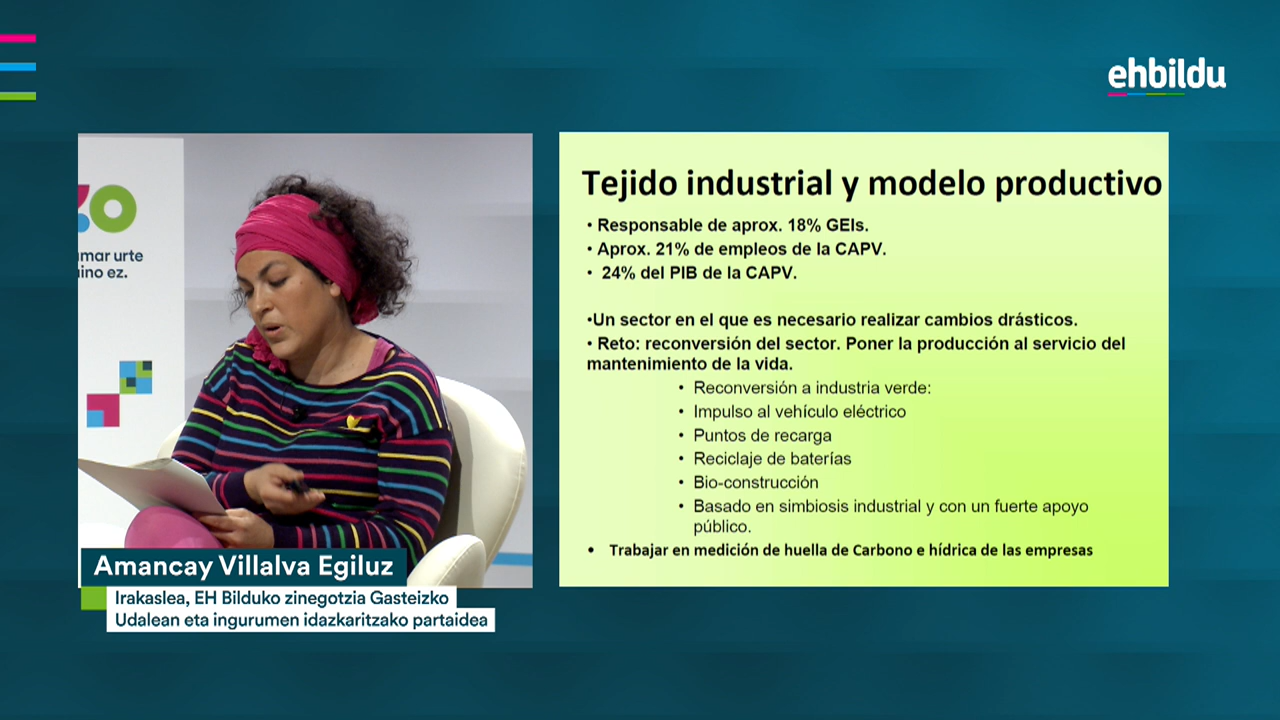 ehbildu
Tejido industrial y modelo productivo
• Responsable de aprox. 18% GEIs.
• Aprox. 21% de empleos de la CAPV.
• 24% del PIB de la CAPV.
•Un sector en el que es necesario realizar cambios drásticos.
• Reto: reconversión del sector. Poner la producción al servicio del
mantenimiento de la vida.
• Reconversión a industria verde:
• Impulso al vehículo eléctrico
• Puntos de recarga
• Reciclaje de baterías
• Bio-construcción
• Basado en simbiosis industrial y con un fuerte apoyo
público.
• Trabajar en medición de huella de Carbono e hídrica de las empresas
urte
ez.
Amancay Villalva Egiluz
Irakaslea, EH Bilduko zinegotzia Gasteizko
Udalean eta ingurumen idazkaritzako partaidea